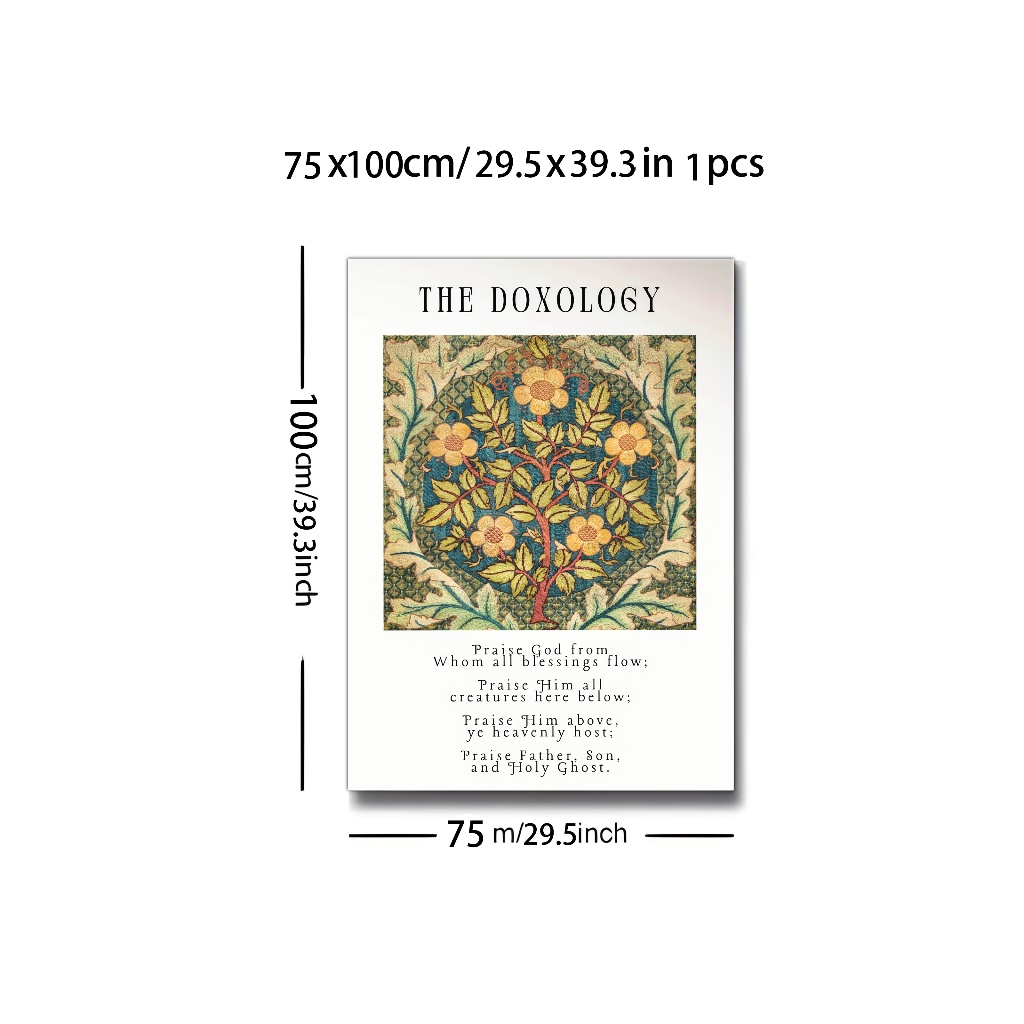 75x100cm/ 29.5x39.3in 1pcs
THE DOXOLOGY
100cm/39.3inch
Praise God from
Whom all blessings flow;
Praise Him all
creatures here below;
Praise Him above,
ye heavenly host;
Praise Father, Son,
and Holy Ghost.
75 m/29.5inch